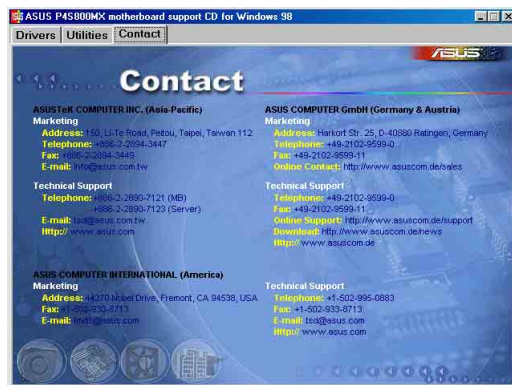 ASUS P4S800MX motherboard support CD for Windows 98
Drivers Utilities Contact
ASUS
Contact
ASUSTeK COMPUTER INC. (Asia-Pacific)
Marketing
Address: 150, Li-Te Road, Peitou, Taipei, Taiwan 112
Telephone: +886-2-2894-3447
Fax: +886-2-2894-3449
E-mail: info@asus.com.tw
Technical Support
Telephone: +886-2-2890-7121 (MB)
+886-2-2890-7123 (Server)
E-mail: tsd@asus.com.tw
Http:// www.asus.com
ASUS COMPUTER GmbH (Germany & Austria)
Marketing
Address: Harkort Str. 25, D-40880 Ratingen, Germany
Telephone: +49-2102-9599-0
Fax: +49-2102-9599-11
Online Contact: http://www.asuscom.de/sales
Technical Support
Telephone: +49-2102-9599-0
Fax: +49-2102-9599-11
Online Support: http://www.asuscom.de/support
Download: http://www.asuscom.de/news
Http:// www.asuscom.de
ASUS COMPUTER INTERNATIONAL (America)
Marketing
Address: 44370 Nobel Drive, Fremont, CA 94538, USA
Fax: +1-502-933-8713
E-mail: tmd1@asus.com
Technical Support
Telephone: +1-502-995-0883
Fax: +1-502-933-8713
E-mail: tsd@asus.com
Http:// www.asus.com